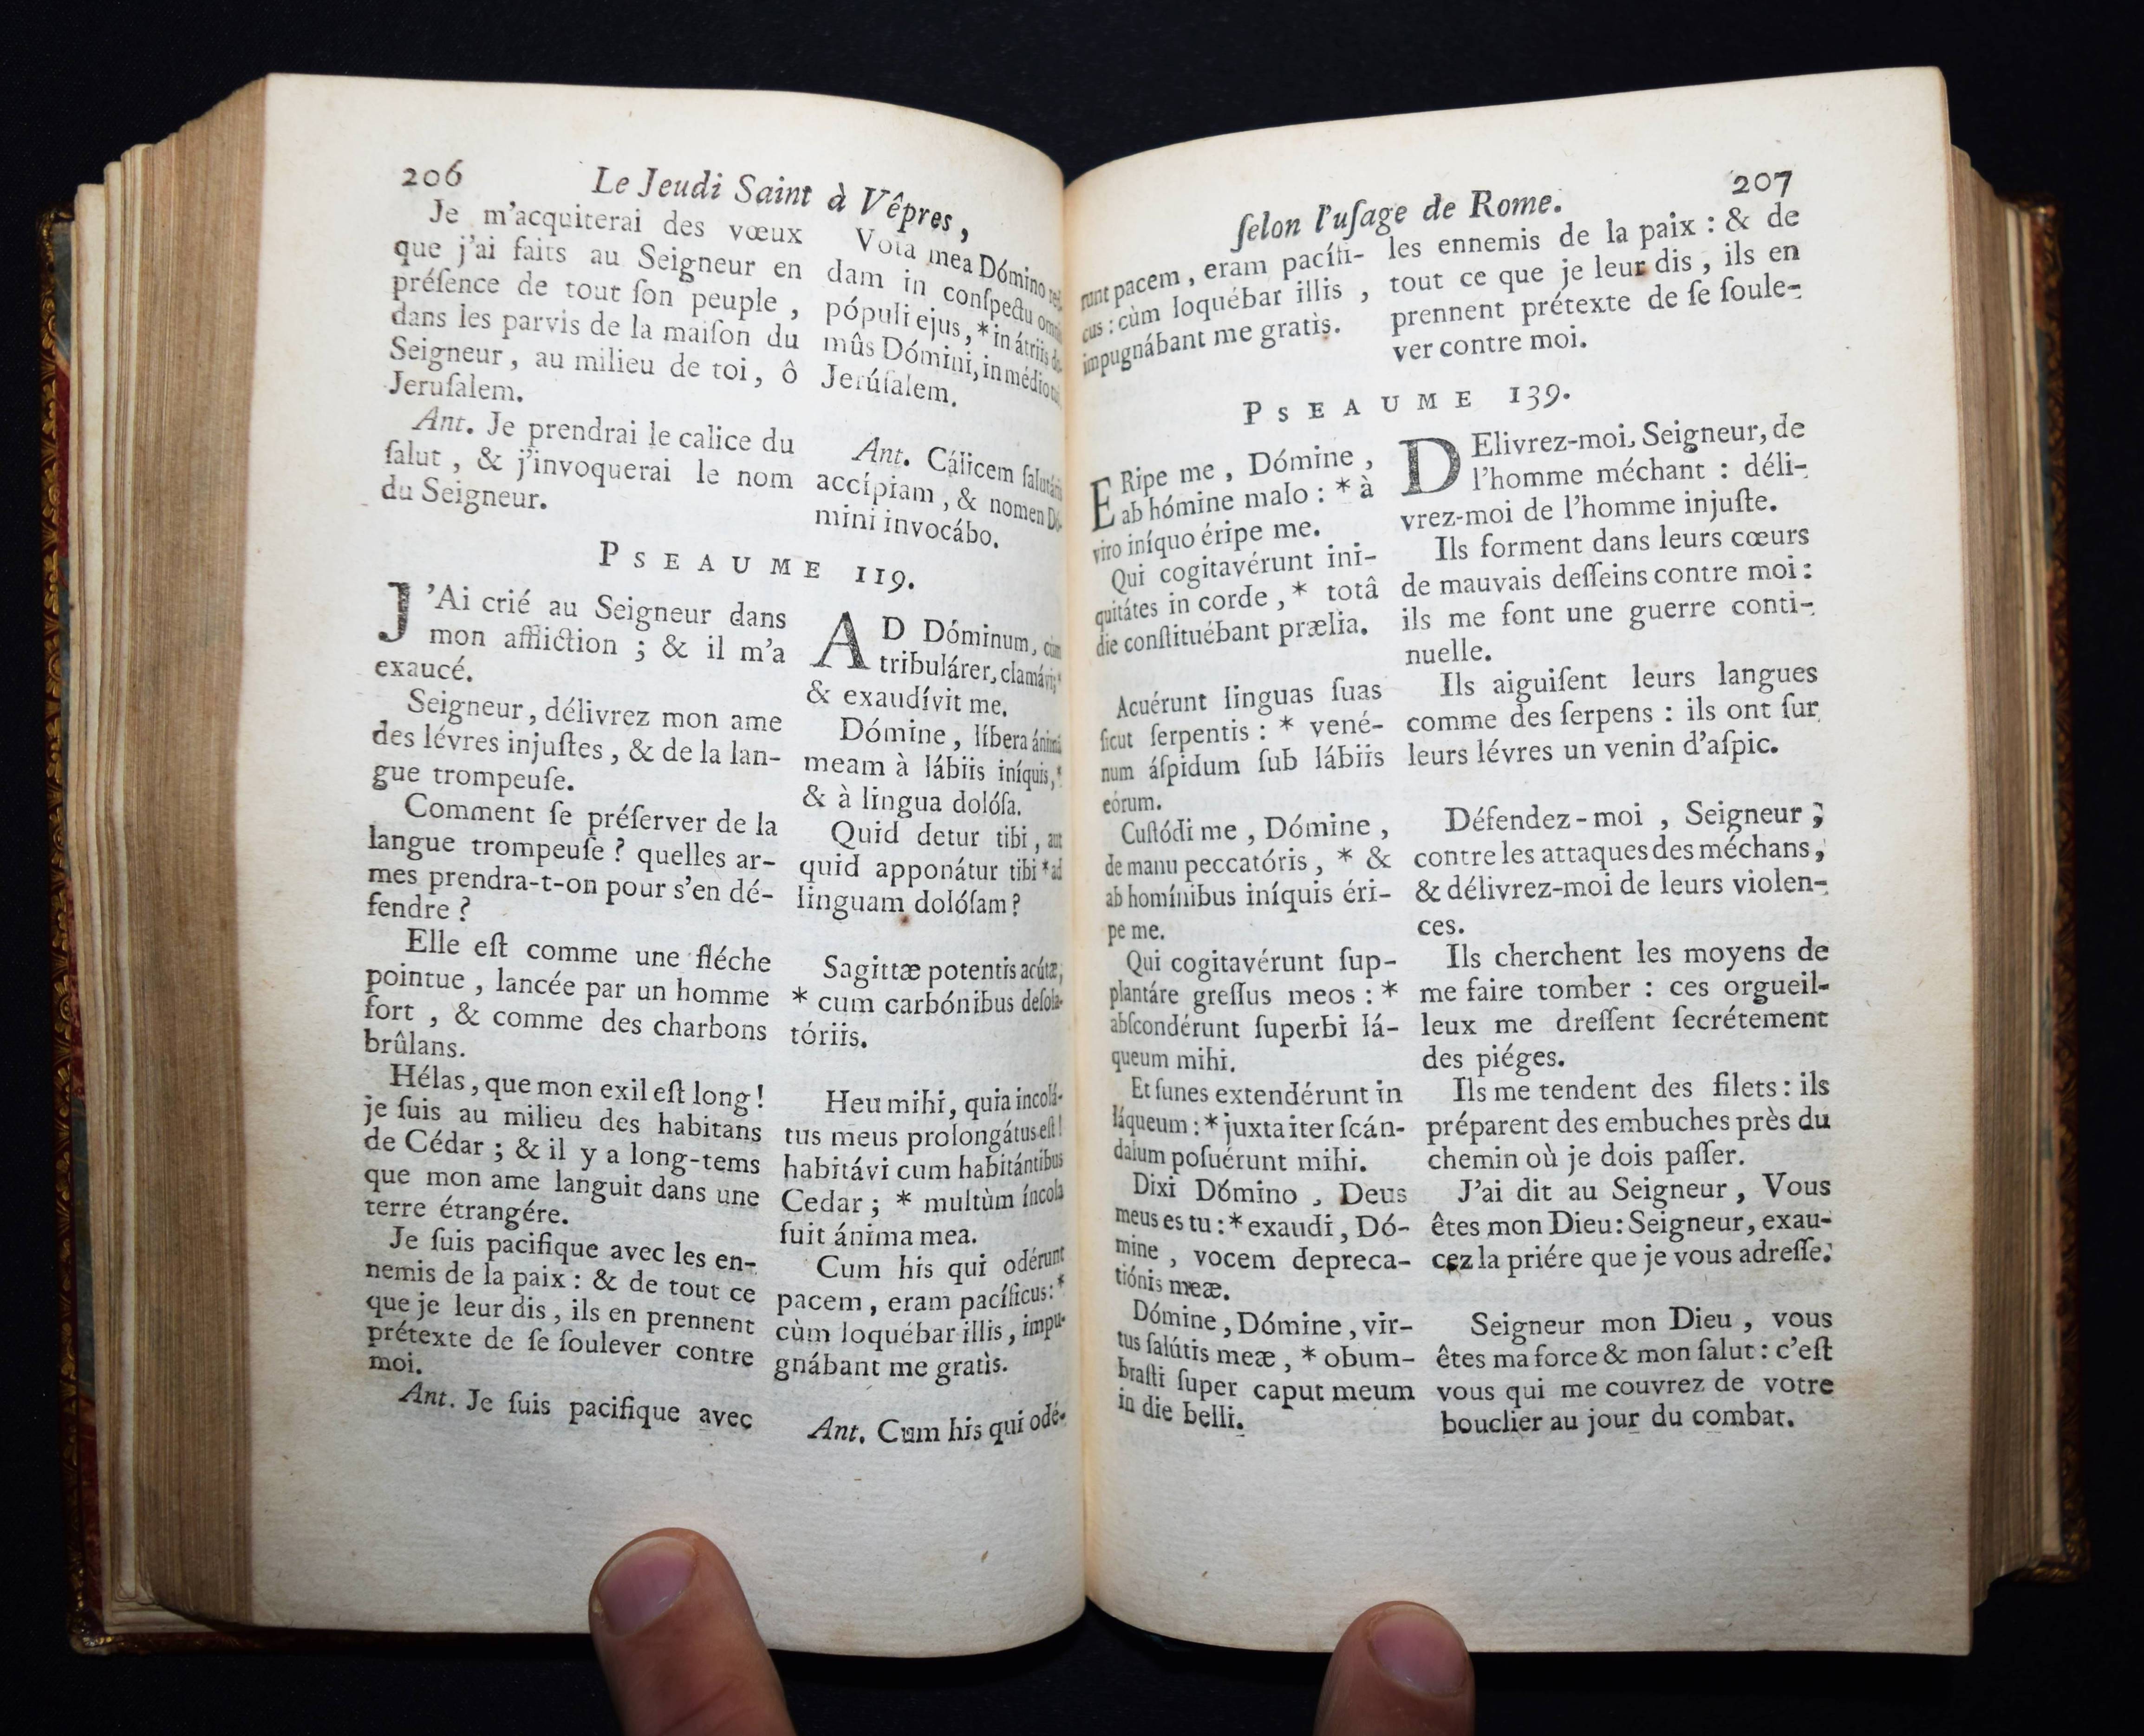 206
Le Jeudi Saint à Vêpres,
Je m'acquiterai des vœux
que j'ai faits au Seigneur en
préſence de tout ſon peuple,
dans les parvis de la maiſon du
Seigneur, au milieu de toi, ô
Jeruſalem.
Ant. Je prendrai le calice du
ſalut, & j'invoquerai le nom
du Seigneur.
Vota mea Dómino
dam in conſpectu
pópuli ejus, * in átriis
mûs Dómini, in médio
Jerúſalem.
Ant. Cálicem
accípiam, & nomen Dó-
mini invocábo.
PSEAUME 119.
J'Ai crié au Seigneur dans
mon affliction ; & il m'a
exaucé.
Seigneur, délivrez mon ame
des lévres injuſtes, & de la lan-
gue trompeuſe.
Comment ſe préſerver de la
langue trompeuſe ? quelles ar-
mes prendra-t-on pour s'en dé-
fendre ?
Elle eſt comme une fléche
pointue, lancée par un homme
fort, & comme des charbons
brûlans.
Hélas, que mon exil eſt long !
je ſuis au milieu des habitans
de Cédar ; & il y a long-tems
que mon ame languit dans une
terre étrangére.
Je ſuis pacifique avec les en-
nemis de la paix : & de tout ce
que je leur dis, ils en prennent
prétexte de ſe ſoulever contre
moi.
Ant. Je ſuis pacifique avec
AD Dóminum, cùm
tribulárer, clamávi; *
& exaudívit me.
Dómine, líbera
meam à lábiis iníquis, *
& à lingua dolóſa.
Quid detur tibi, aut
quid apponátur tibi * ad
linguam dolóſam ?
Sagittæ potentis acútæ,
* cum carbónibus deſola-
tóriis.
Heu mihi, quia incolá-
tus meus prolongátus eſt !
habitávi cum habitántibus
Cedar ; * multùm íncola
fuit ánima mea.
Cum his qui odérunt
pacem, eram pacíficus : *
cùm loquébar illis, impu-
gnábant me gratìs.
Ant. Cum his qui odé-
207
ſelon l'uſage de Rome.
runt pacem, eram pacífi-
cus : cùm loquébar illis,
impugnábant me gratìs.
les ennemis de la paix : & de
tout ce que je leur dis, ils en
prennent prétexte de ſe ſoule-
ver contre moi.
PSEAUME 139.
ERipe me, Dómine,
ab hómine malo : * à
viro iníquo éripe me.
Qui cogitavérunt ini-
quitátes in corde, * totâ
die conſtituébant prælia.
Acuérunt linguas ſuas
ſicut ſerpentis : * vené-
num áſpidum ſub lábiis
eórum.
Cuſtódi me, Dómine,
de manu peccatóris, * &
ab homínibus iníquis éri-
pe me.
Qui cogitavérunt ſup-
plantáre greſſus meos : *
abſcondérunt ſuperbi lá-
queum mihi.
Et funes extendérunt in
láqueum : * juxta iter ſcán-
dalum poſuérunt mihi.
Dixi Dómino, Deus
meus es tu : * exaudi, Dó-
mine, vocem depreca-
tiónis meæ.
Dómine, Dómine, vir-
tus ſalútis meæ, * obum-
braſti ſuper caput meum
in die belli.
DElivrez-moi, Seigneur, de
l'homme méchant : déli-
vrez-moi de l'homme injuſte.
Ils forment dans leurs cœurs
de mauvais deſſeins contre moi :
ils me font une guerre conti-
nuelle.
Ils aiguiſent leurs langues
comme des ſerpens : ils ont ſur
leurs lévres un venin d'aſpic.
Défendez-moi, Seigneur,
contre les attaques des méchans,
& délivrez-moi de leurs violen-
ces.
Ils cherchent les moyens de
me faire tomber : ces orgueil-
leux me dreſſent ſecrétement
des piéges.
Ils me tendent des filets : ils
préparent des embuches près du
chemin où je dois paſſer.
J'ai dit au Seigneur, Vous
êtes mon Dieu : Seigneur, exau-
cez la priére que je vous adreſſe.
Seigneur mon Dieu, vous
êtes ma force & mon ſalut : c'eſt
vous qui me couvrez de votre
bouclier au jour du combat.